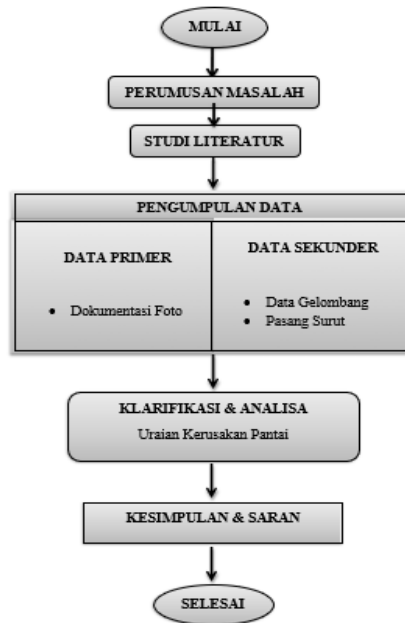 MULAI
PERUMUSAN MASALAH
STUDI LITERATUR
PENGUMPULAN DATA
DATA PRIMER
• Dokumentasi Foto
DATA SEKUNDER
• Data Gelombang
• Pasang Surut
KLARIFIKASI & ANALISA
Uraian Kerusakan Pantai
KESIMPULAN & SARAN
SELESAI